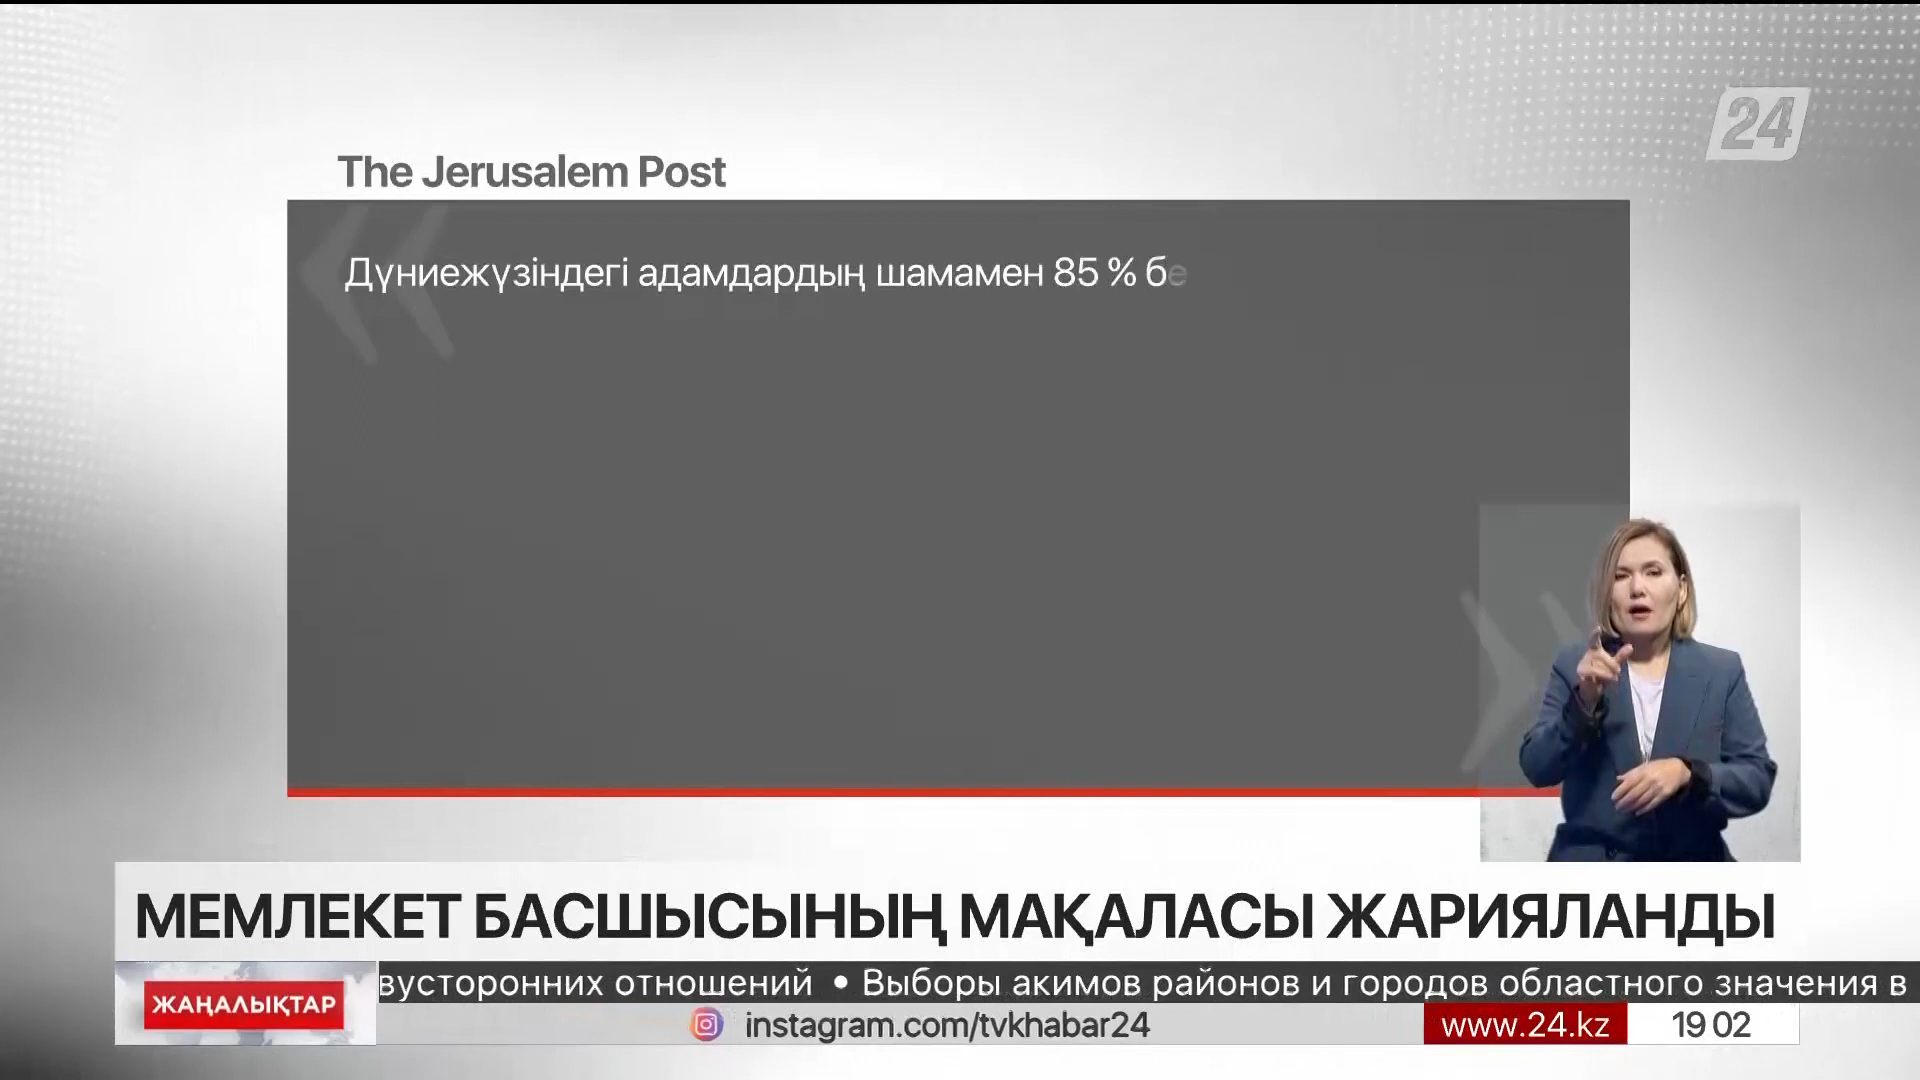 24
The Jerusalem Post
Дүниежүзіндегі адамдардың шамамен 85 % бе
МЕМЛЕКЕТ БАСШЫСЫНЫҢ МАҚАЛАСЫ ЖАРИЯЛАНДЫ
ЖАҢАЛЫҚТАР
вусторонних отношений • Выборы акимов районов и городов областного значения в
instagram.com/tvkhabar24
www.24.kz
19 02